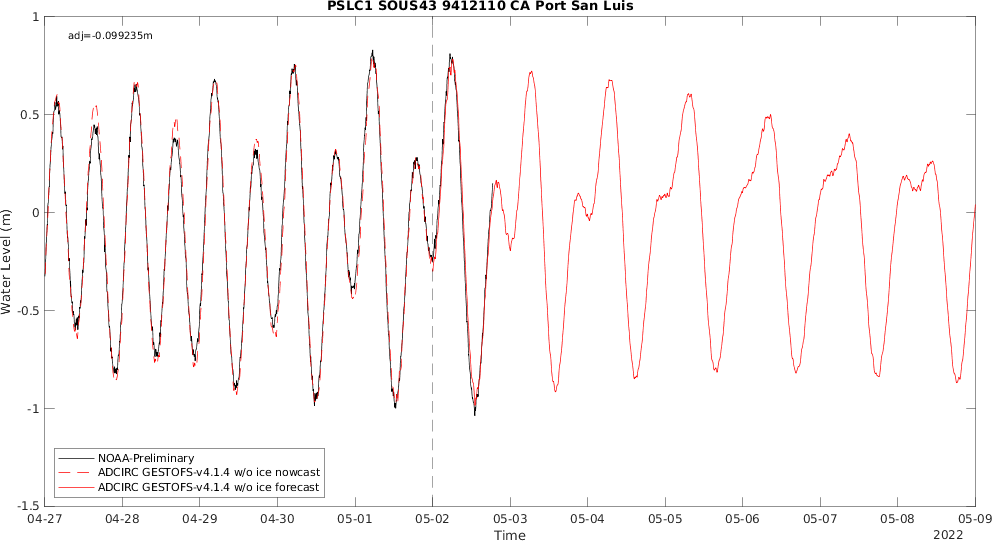 PSLC1 SOUS43 9412110 CA Port San Luis
adj=-0.099235m
1
0.5
0
-0.5
-1
-1.5
Water Level (m)
NOAA-Preliminary
ADCIRC GESTOFS-v4.1.4 w/o ice nowcast
ADCIRC GESTOFS-v4.1.4 w/o ice forecast
04-27 04-28 04-29 04-30 05-01 05-02 05-03 05-04 05-05 05-06 05-07 05-08 05-09
Time
2022